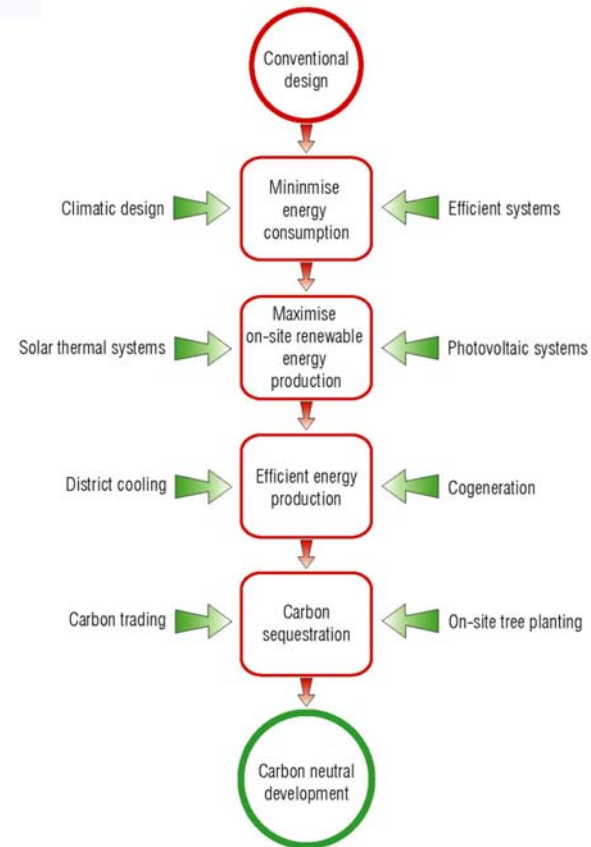 Conventional
design
Climatic design
Mininmise
energy
consumption
Efficient systems
Solar thermal systems
Maximise
on-site renewable
energy
production
Photovoltaic systems
District cooling
Efficient energy
production
Cogeneration
Carbon trading
Carbon
sequestration
On-site tree planting
Carbon neutral
development